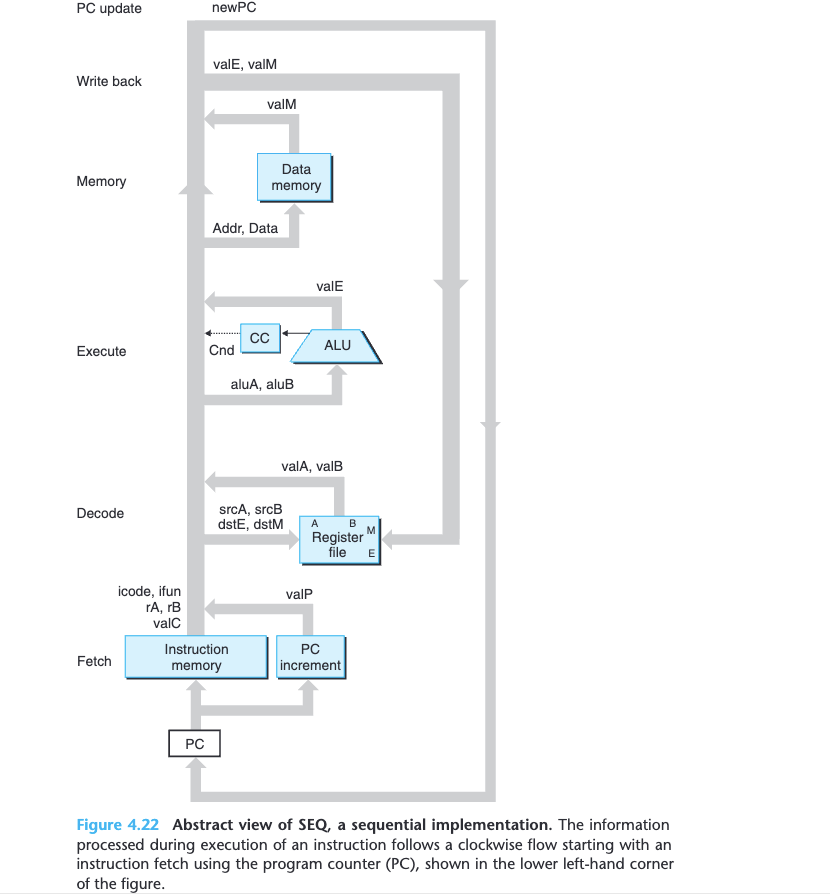 PC update newPC
valE, valM
Write back
valM
Data
memory
Memory
Addr, Data
valE
CC
ALU
Cnd
Execute
aluA, aluB
valA, valB
Decode
srcA, srcB
dstE, dstM
A B
M
Register
file
E
icode, ifun
rA, rB
valC
valP
Instruction
memory
PC
increment
Fetch
PC
Figure 4.22 Abstract view of SEQ, a sequential implementation. The information
processed during execution of an instruction follows a clockwise flow starting with an
instruction fetch using the program counter (PC), shown in the lower left-hand corner
of the figure.